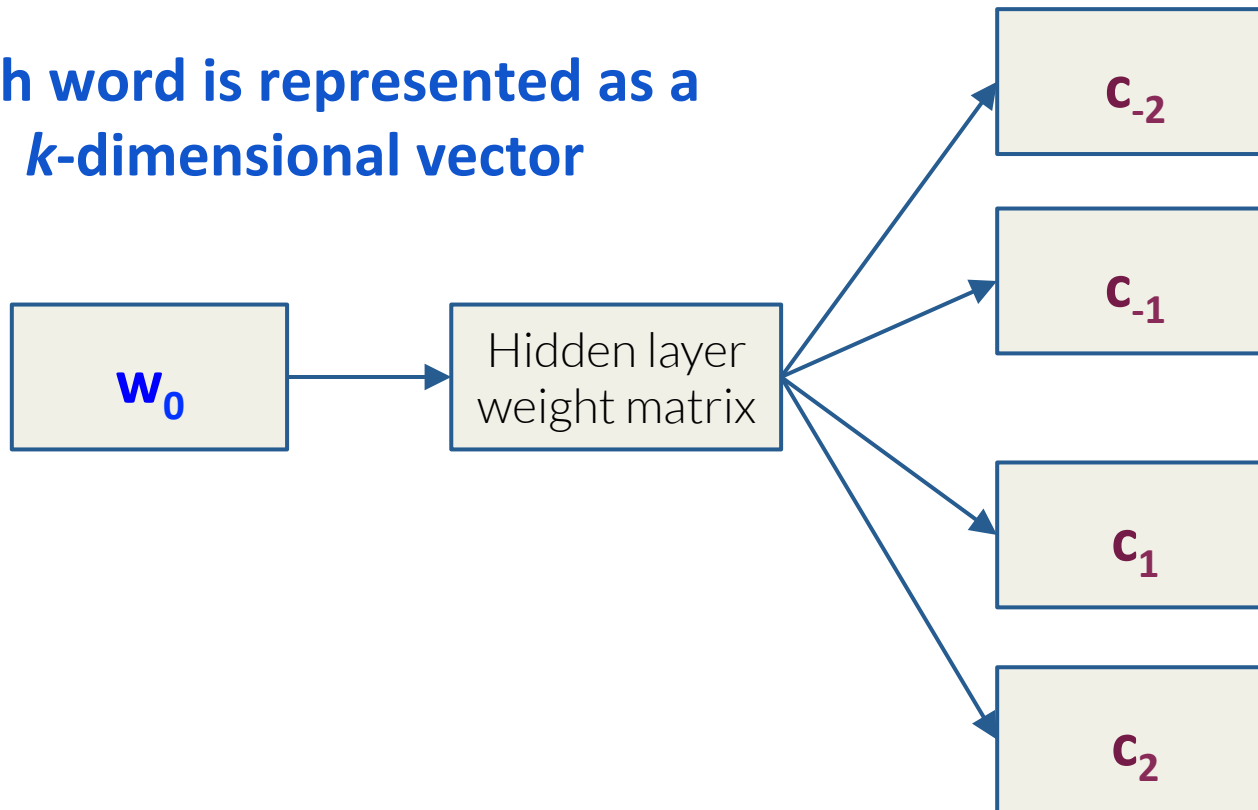 h word is represented as a
k-dimensional vector
c-2
c-1
w0
Hidden layer
weight matrix
c1
c2